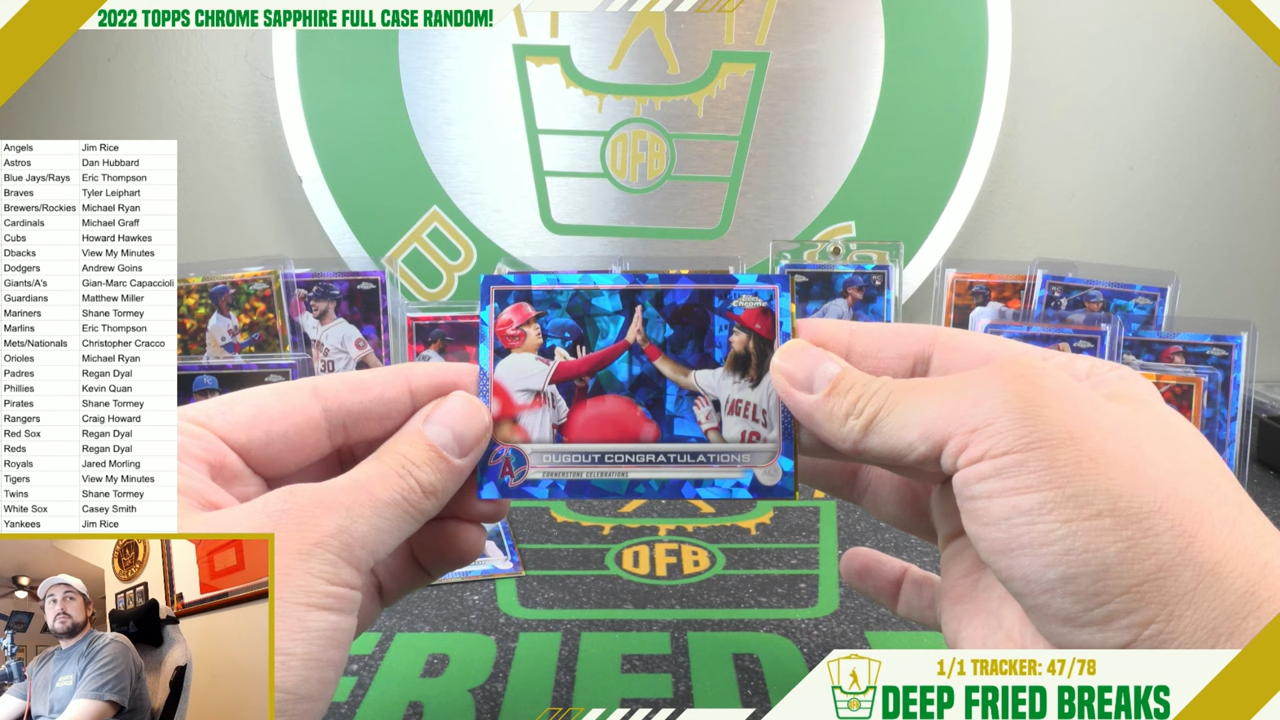 2022 TOPPS CHROME SAPPHIRE FULL CASE RANDOM!
DFB
B
Angels Jim Rice
Astros Dan Hubbard
Blue Jays/Rays Eric Thompson
Braves Tyler Leiphart
Brewers/Rockies Michael Ryan
Cardinals Michael Graff
Cubs Howard Hawkes
Dbacks View My Minutes
Dodgers Andrew Goins
Giants/A's Gian-Marc Capaccioli
Guardians Matthew Miller
Mariners Shane Tormey
Marlins Eric Thompson
Mets/Nationals Christopher Cracco
Orioles Michael Ryan
Padres Regan Dyal
Phillies Kevin Quan
Pirates Shane Tormey
Rangers Craig Howard
Red Sox Regan Dyal
Reds Regan Dyal
Royals Jared Morling
Tigers View My Minutes
Twins Shane Tormey
White Sox Casey Smith
Yankees Jim Rice
30
Topps
Chrome
ANGELS
16
DUGOUT CONGRATULATIONS
CORNERSTONE CELEBRATIONS
DFB
FRIED
1/1 TRACKER: 47/78
DEEP FRIED BREAKS